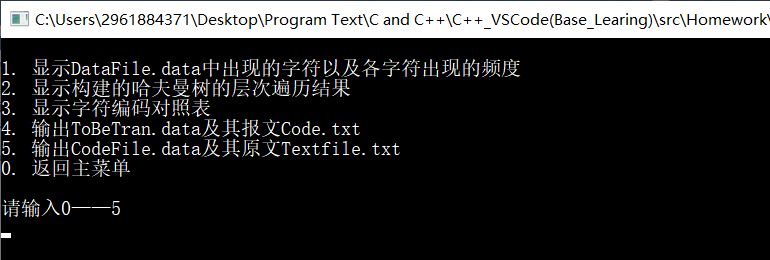 C:\Users\2961884371\Desktop\Program Text\C and C++\C++_VSCode(Base_Learing)\src\Homework\
1. 显示DataFile.data中出现的字符以及各字符出现的频度
2. 显示构建的哈夫曼树的层次遍历结果
3. 显示字符编码对照表
4. 输出ToBeTran.data及其报文Code.txt
5. 输出CodeFile.data及其原文Textfile.txt
0. 返回主菜单
请输入0——5